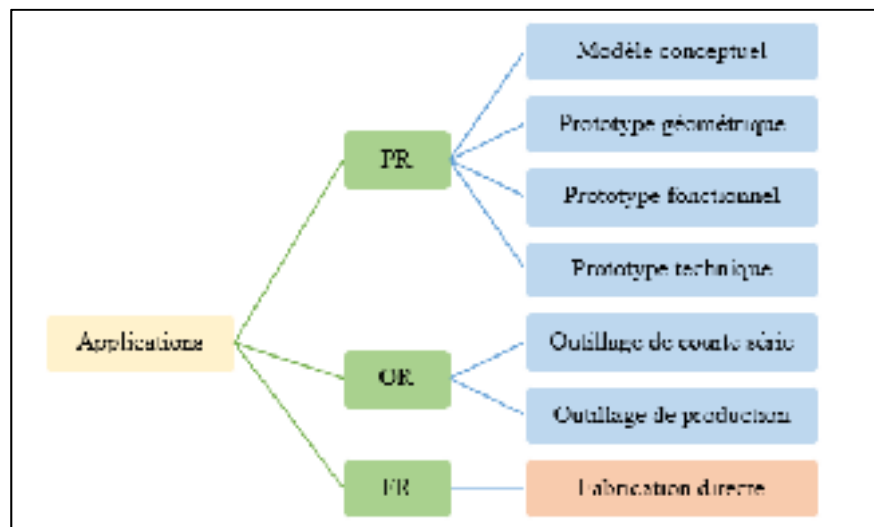 Modèle conceptuel
Prototype géométrique
PR
Prototype fonctionnel
Prototype technique
Applications
Outillage de courte série
OR
Outillage de production
FR
Fabrication directe